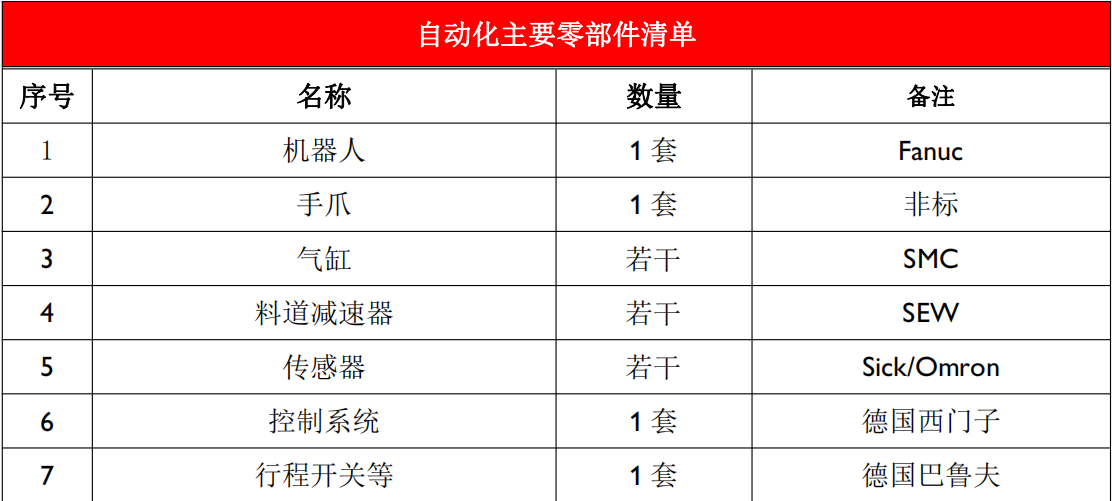 自动化主要零部件清单
序号 名称 数量 备注
1 机器人 1 套 Fanuc
2 手爪 1 套 非标
3 气缸 若干 SMC
4 料道减速器 若干 SEW
5 传感器 若干 Sick/Omron
6 控制系统 1 套 德国西门子
7 行程开关等 1 套 德国巴鲁夫